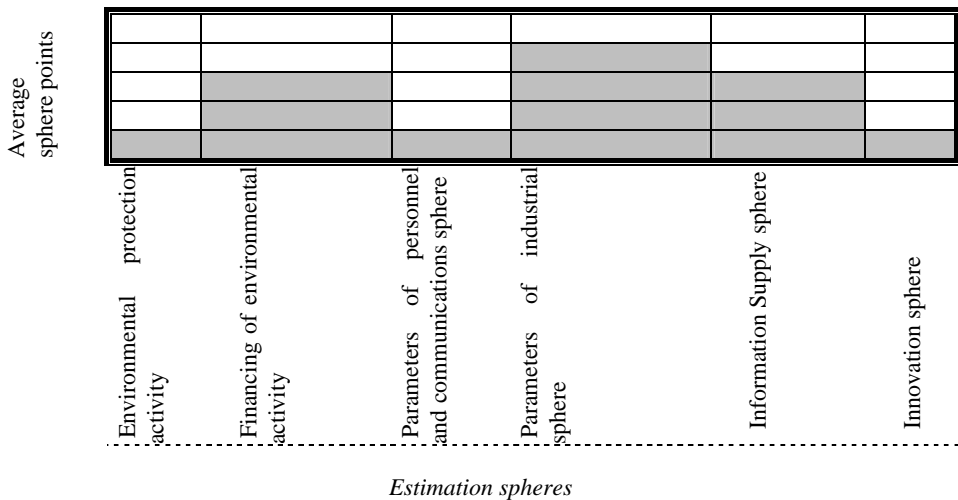 Average
sphere points
Environmental protection
activity
Financing of environmental
activity
Parameters of personnel
and communications sphere
Parameters of industrial
sphere
Information Supply sphere
Innovation sphere
Estimation spheres